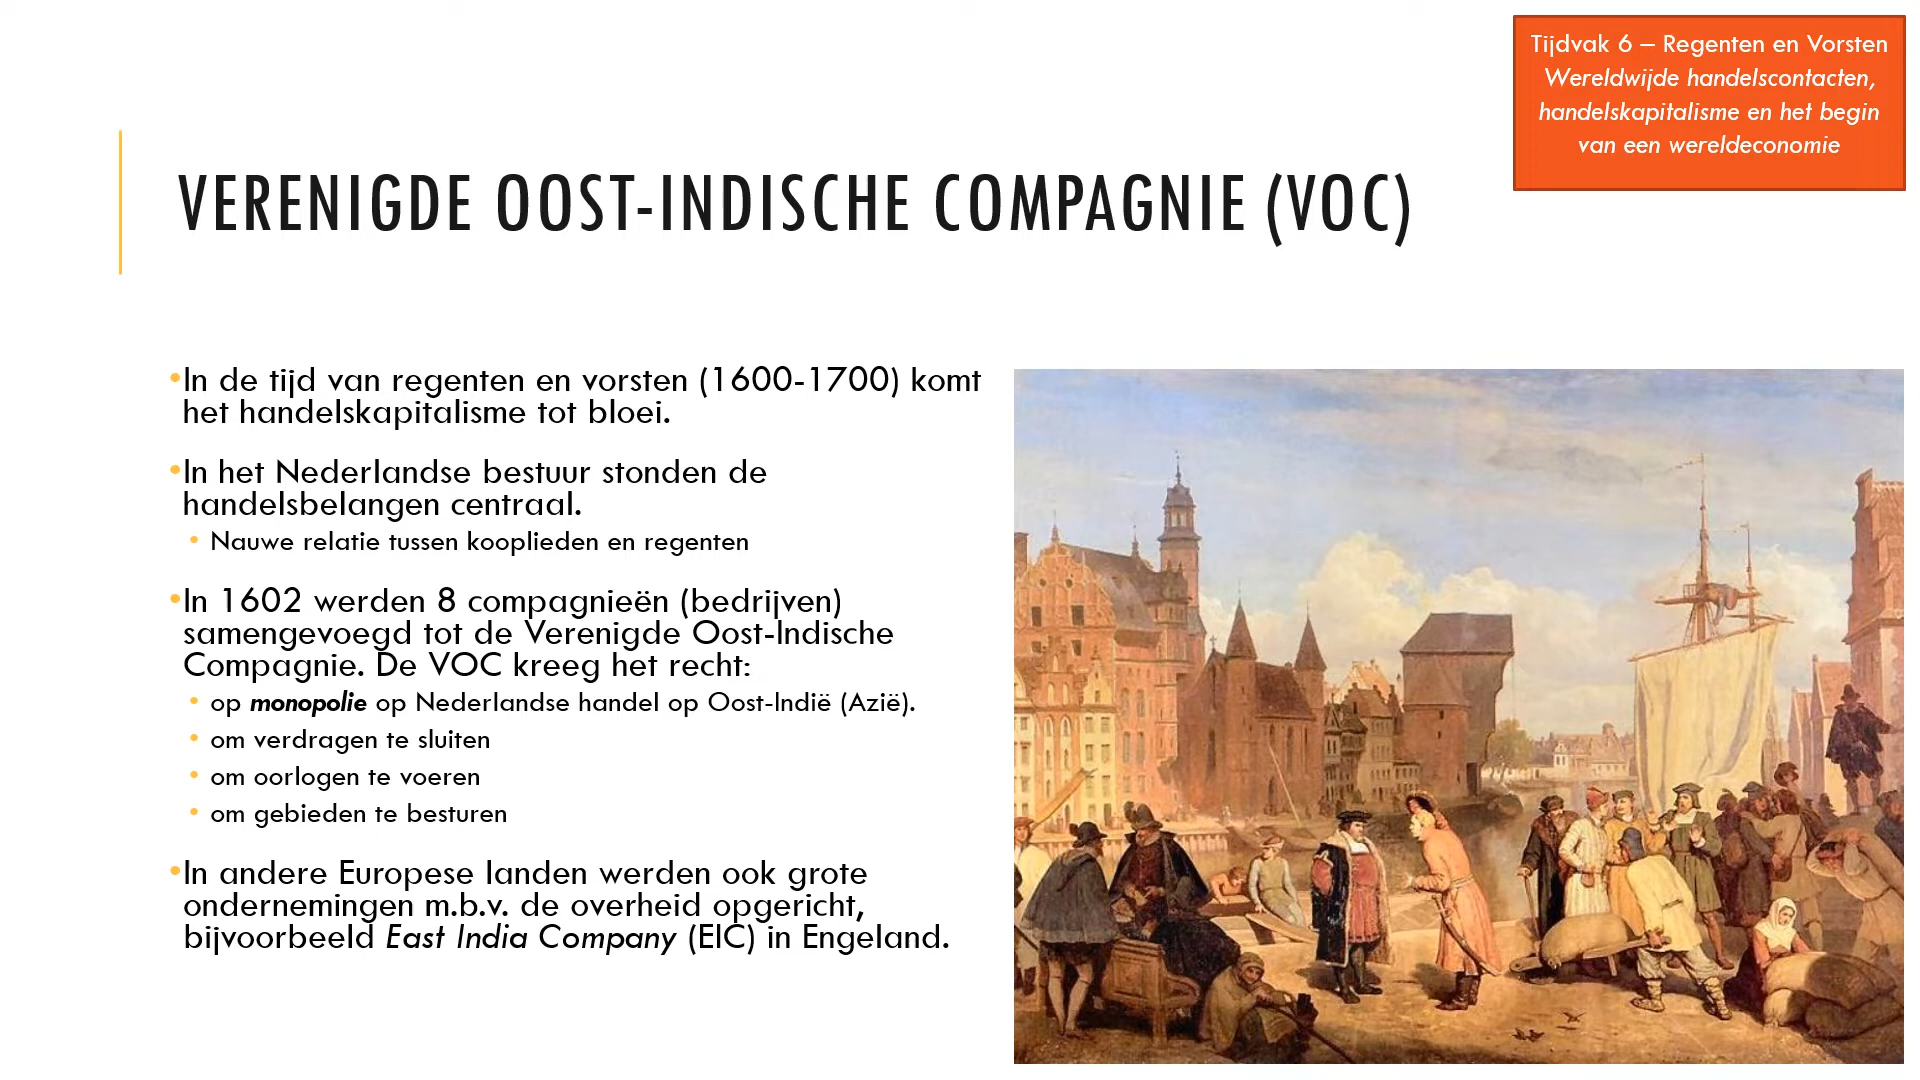 Tijdvak 6 – Regenten en Vorsten
Wereldwijde handelscontacten,
handelskapitalisme en het begin
van een wereldeconomie
VERENIGDE OOST-INDISCHE COMPAGNIE (VOC)
•In de tijd van regenten en vorsten (1600-1700) komt
het handelskapitalisme tot bloei.
•In het Nederlandse bestuur stonden de
handelsbelangen centraal.
• Nauwe relatie tussen kooplieden en regenten
•In 1602 werden 8 compagnieën (bedrijven)
samengevoegd tot de Verenigde Oost-Indische
Compagnie. De VOC kreeg het recht:
• op monopolie op Nederlandse handel op Oost-Indië (Azië).
• om verdragen te sluiten
• om oorlogen te voeren
• om gebieden te besturen
•In andere Europese landen werden ook grote
ondernemingen m.b.v. de overheid opgericht,
bijvoorbeeld East India Company (EIC) in Engeland.